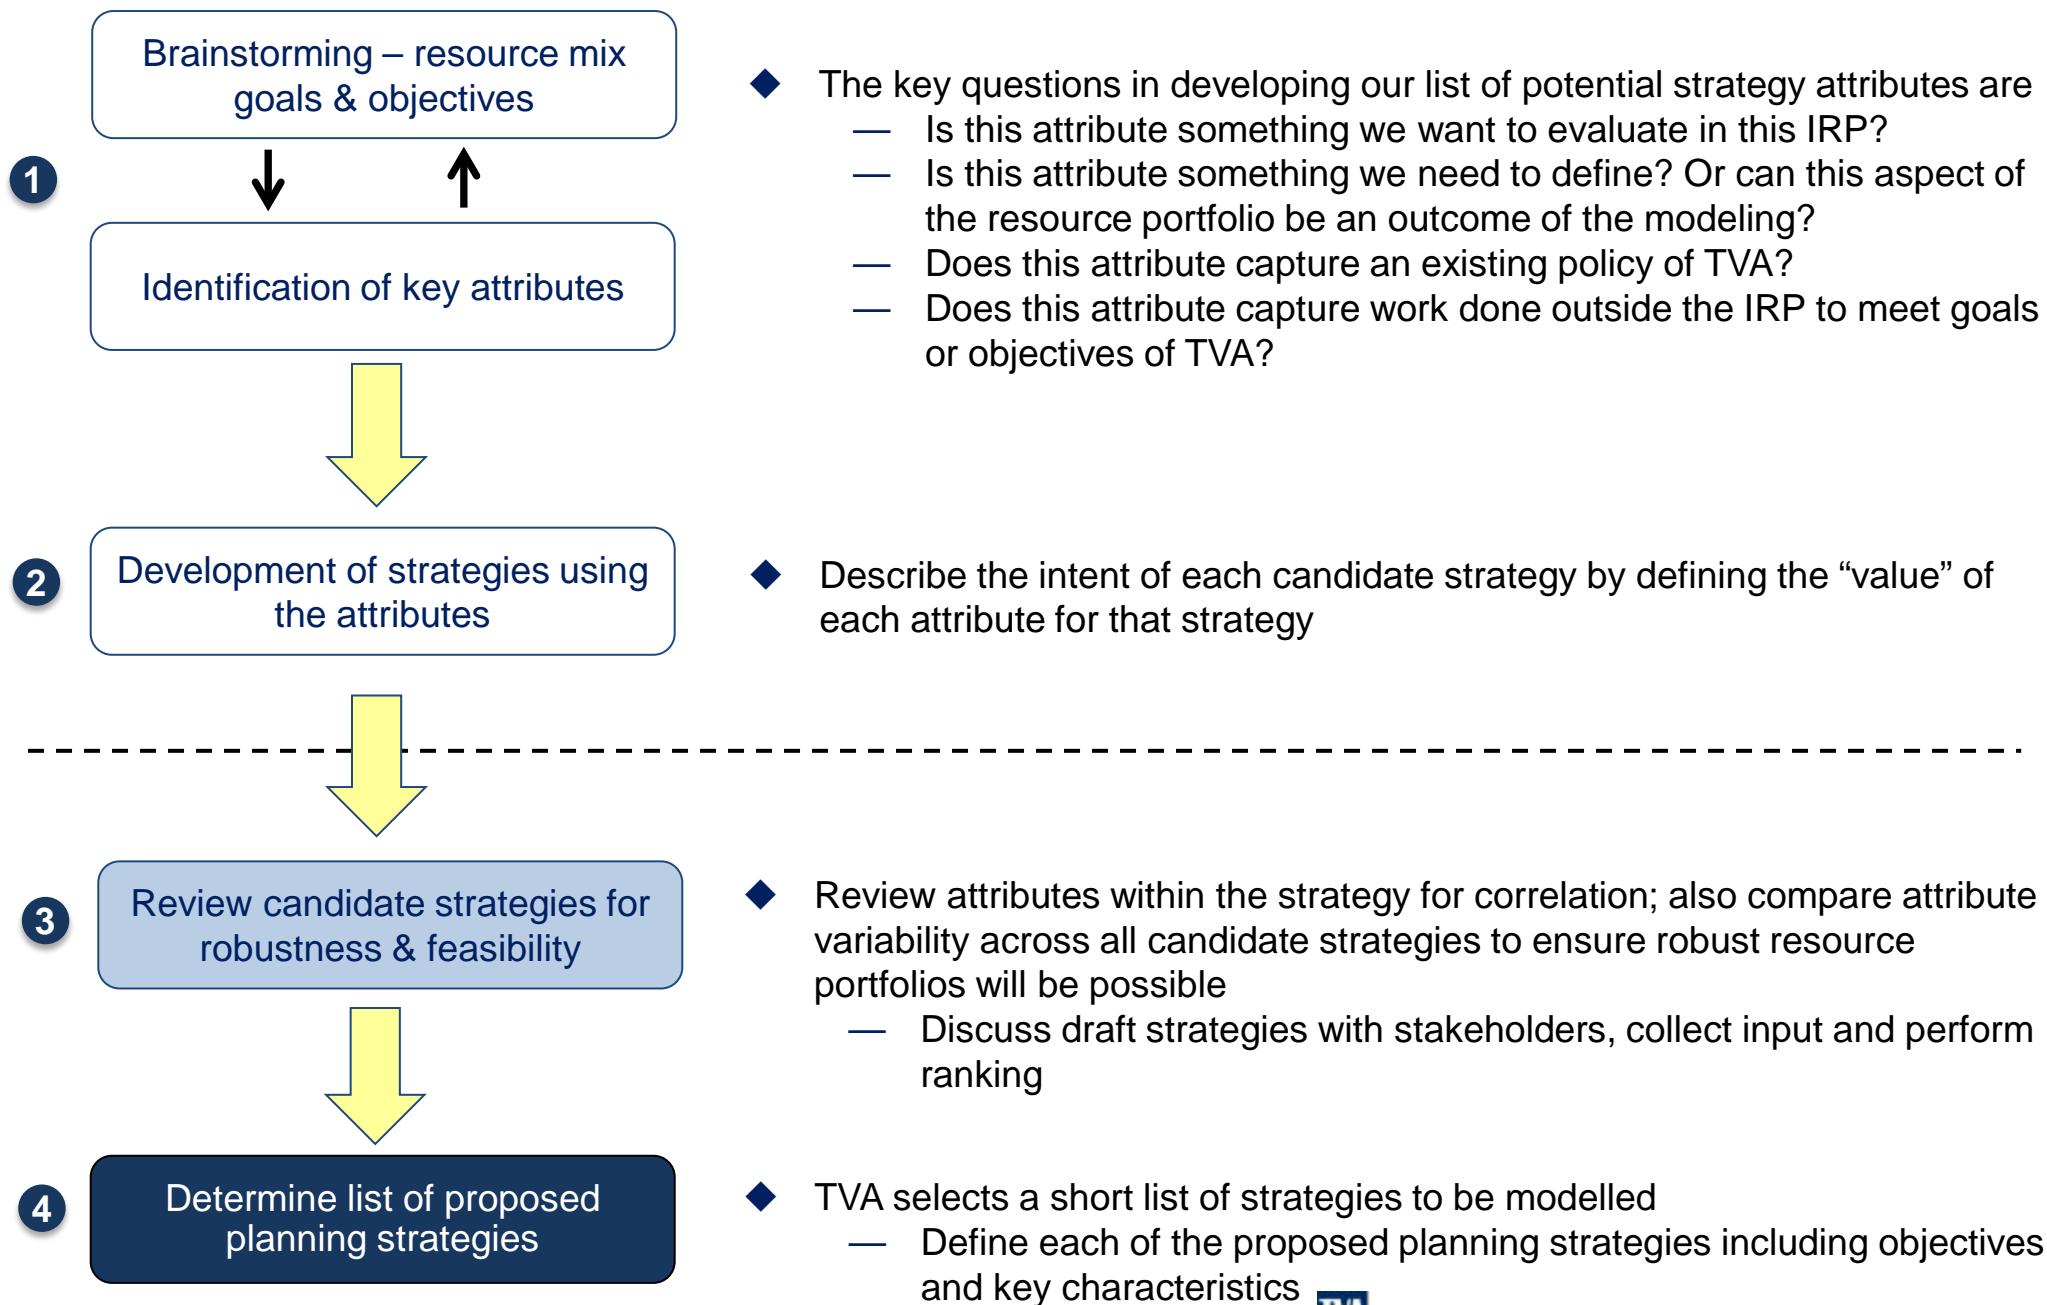 Brainstorming – resource mix
goals & objectives
◆ The key questions in developing our list of potential strategy attributes are
— Is this attribute something we want to evaluate in this IRP?
— Is this attribute something we need to define? Or can this aspect of
the resource portfolio be an outcome of the modeling?
— Does this attribute capture an existing policy of TVA?
— Does this attribute capture work done outside the IRP to meet goals
or objectives of TVA?
1
Identification of key attributes
2
Development of strategies using
the attributes
◆ Describe the intent of each candidate strategy by defining the “value” of
each attribute for that strategy
3
Review candidate strategies for
robustness & feasibility
◆ Review attributes within the strategy for correlation; also compare attribute
variability across all candidate strategies to ensure robust resource
portfolios will be possible
— Discuss draft strategies with stakeholders, collect input and perform
ranking
4
Determine list of proposed
planning strategies
◆ TVA selects a short list of strategies to be modelled
— Define each of the proposed planning strategies including objectives
and key characteristics